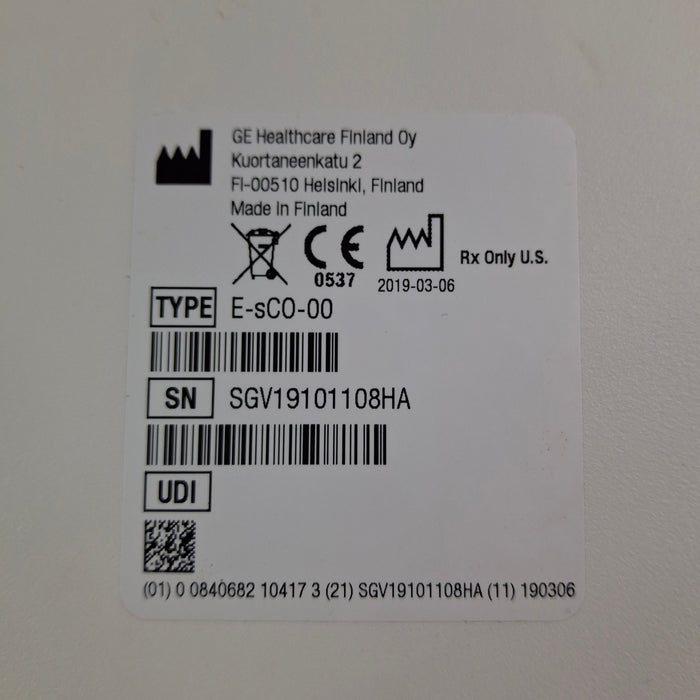 GE Healthcare Finland Oy
Kuortaneenkatu 2
FI-00510 Helsinki, Finland
Made in Finland
CE
0537
2019-03-06
Rx Only U.S.
TYPE E-sCO-00
SN SGV19101108HA
UDI
(01) 0 0840682 10417 3 (21) SGV19101108HA (11) 190306